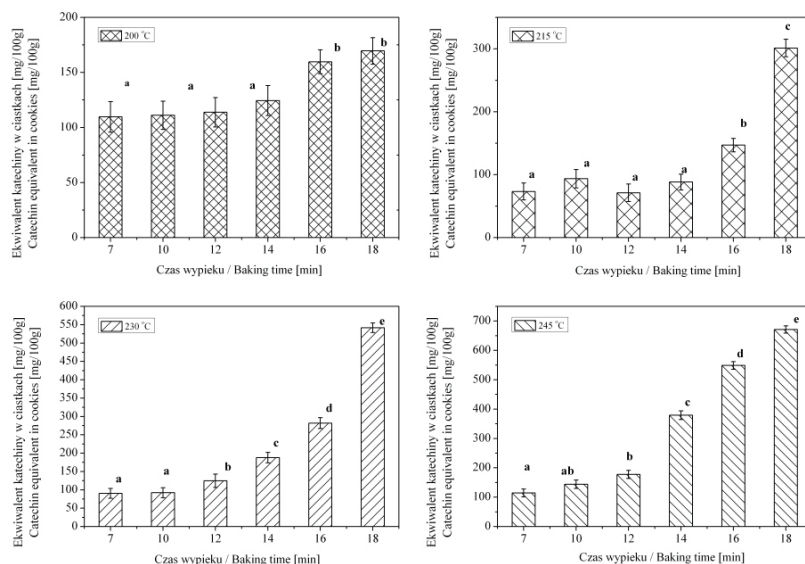 200 °C
Ekwiwalent katechiny w ciastkach [mg/100g]
Catechin equivalent in cookies [mg/100g]
200
150
100
50
0
a
a
a
b
b
7 10 12 14 16 18
Czas wypieku / Baking time [min]
215 °C
Ekwiwalent katechiny w ciastkach [mg/100g]
Catechin equivalent in cookies [mg/100g]
300
200
100
0
a
a
a
a
b
c
7 10 12 14 16 18
Czas wypieku / Baking time [min]
230 °C
Ekwiwalent katechiny w ciastkach [mg/100g]
Catechin equivalent in cookies [mg/100g]
600
550
500
450
400
350
300
250
200
150
100
50
0
a
a
b
c
d
e
7 10 12 14 16 18
Czas wypieku / Baking time [min]
245 °C
Ekwiwalent katechiny w ciastkach [mg/100g]
Catechin equivalent in cookies [mg/100g]
700
600
500
400
300
200
100
0
a
ab
b
c
d
e
7 10 12 14 16 18
Czas wypieku / Baking time [min]